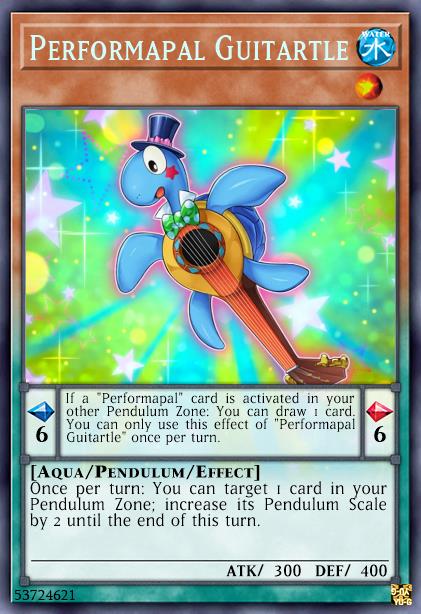 PERFORMAPAL GUITARTLE
WATER
水
If a "Performapal" card is activated in
your other Pendulum Zone: You can draw 1 card.
You can only use this effect of "Performapal
Guitartle" once per turn.
6
6
[AQUA/PENDULUM/EFFECT]
Once per turn: You can target 1 card in your
Pendulum Zone; increase its Pendulum Scale
by 2 until the end of this turn.
ATK/ 300 DEF/ 400
53724621